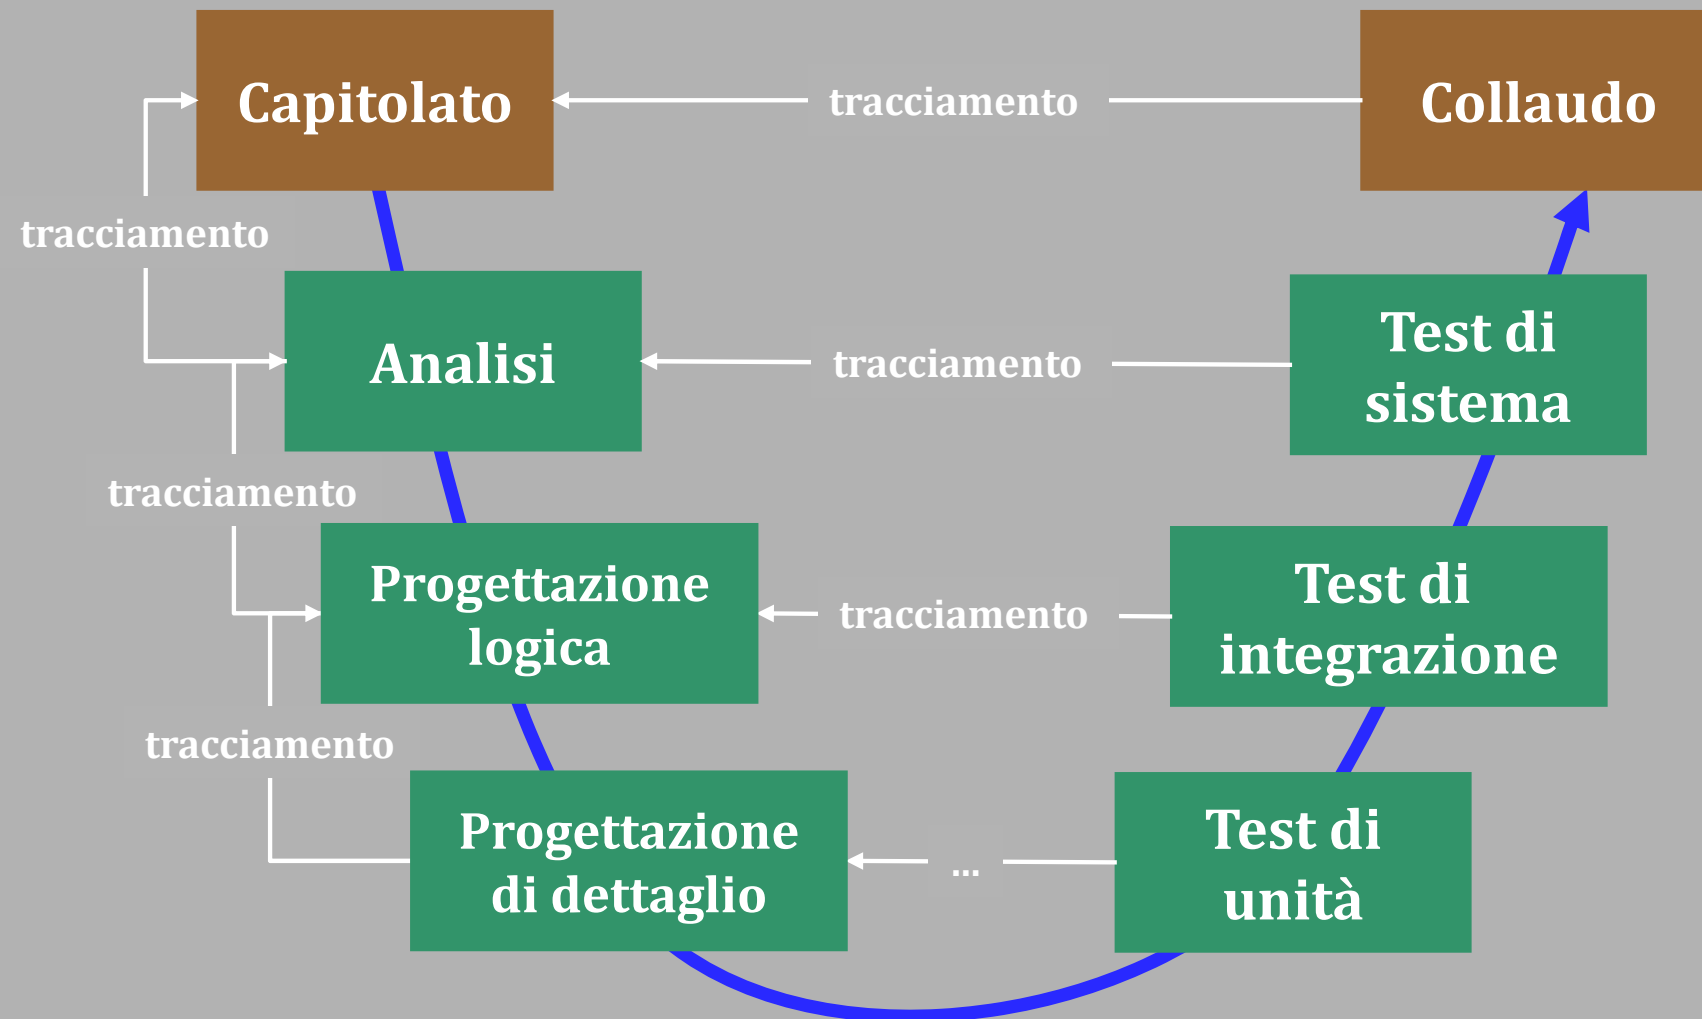 Capitolato
tracciamento
Collaudo
tracciamento
Analisi
tracciamento
Test di
sistema
tracciamento
Progettazione
logica
tracciamento
Test di
integrazione
tracciamento
Progettazione
di dettaglio
...
Test di
unità